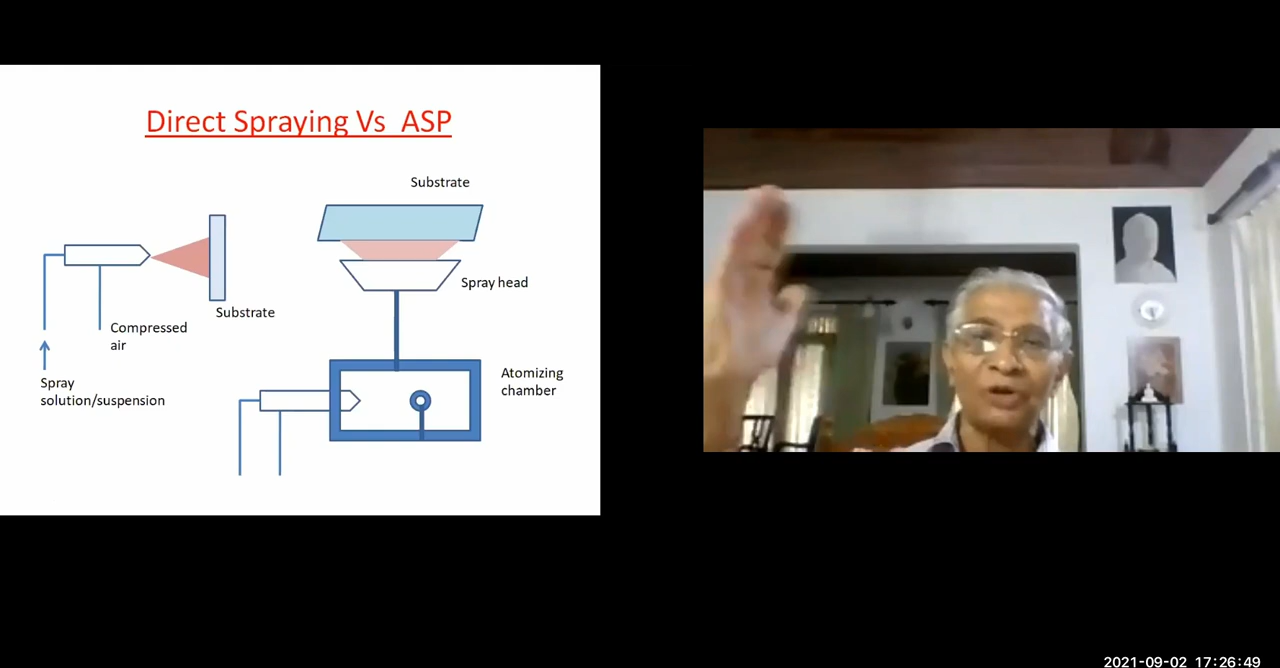 Direct Spraying Vs ASP
Substrate
Spray head
Substrate
Compressed
air
Spray
solution/suspension
Atomizing
chamber
2021-09-02 17:26:49